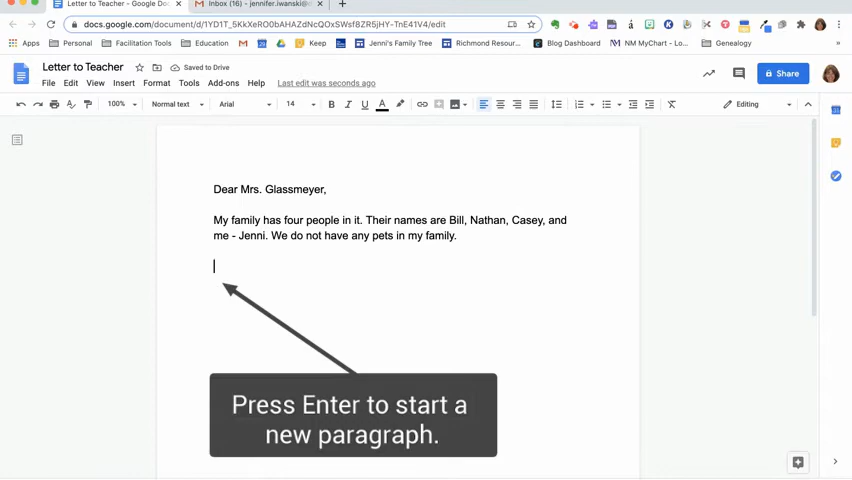 Letter to Teacher - Google Doc
Inbox (16) - jennifer.iwanski@
docs.google.com/document/d/1YD1T_5KkXeRO0bAHAZdNcQOxSWsf8ZR5jHY-TnE41V4/edit
Apps Personal Facilitation Tools Education Keep Jenni's Family Tree Richmond Resour... Blog Dashboard NM MyChart - Lo... Genealogy
Letter to Teacher Saved to Drive
File Edit View Insert Format Tools Add-ons Help Last edit was seconds ago
Share
100% Normal text Arial 14 B I U A Editing
Dear Mrs. Glassmeyer,
My family has four people in it. Their names are Bill, Nathan, Casey, and
me - Jenni. We do not have any pets in my family.
Press Enter to start a
new paragraph.